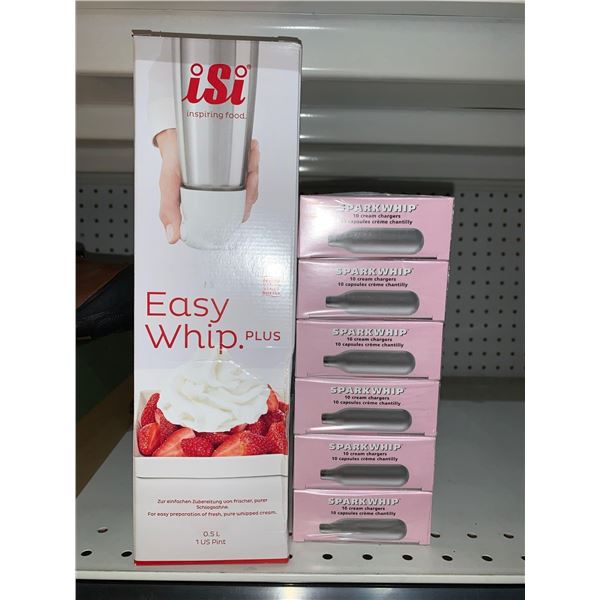 iSi
inspiring food.
Easy
Whip.PLUS
Zur einfachen Zubereitung von frischer, purer
Schlagsahne.
For easy preparation of fresh, pure whipped cream.
0.5 L
1 US Pint
SPARKWHIP
10 cream chargers
10 capsules crème chantilly
SPARKWHIP
10 cream chargers
10 capsules crème chantilly
SPARKWHIP
10 cream chargers
10 capsules crème chantilly
SPARKWHIP
10 cream chargers
10 capsules crème chantilly
SPARKWHIP
10 cream chargers
10 capsules crème chantilly
SPARKWHIP
10 cream chargers
10 capsules crème chantilly